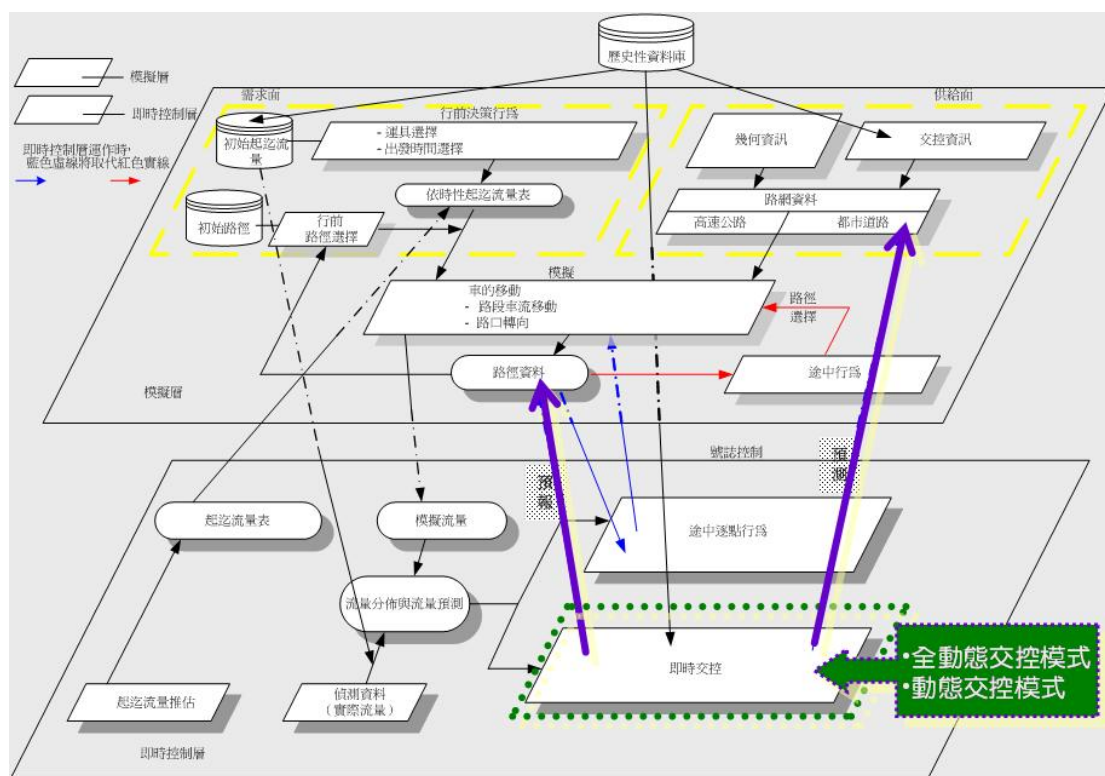 歷史性資料庫
模擬層
即時控制層
即時控制層運作時，
藍色虛線將取代紅色實線
需求面
行前決策行為
供給面
初始起迄流
量
- 運具選擇
- 出發時間選擇
幾何資訊
交控資訊
依時性起迄流量表
初始路徑
行前
路徑選擇
路網資料
高速公路
都市道路
模擬
車的移動
- 路段車流移動
- 路口轉向
路徑
選擇
路徑資料
途中行為
模擬層
號誌控制
預測
預測
起迄流量表
模擬流量
途中逐點行為
流量分佈與流量預測
即時交控
•全動態交控模式
•動態交控模式
起迄流量推估
偵測資料
（實際流量）
即時控制層